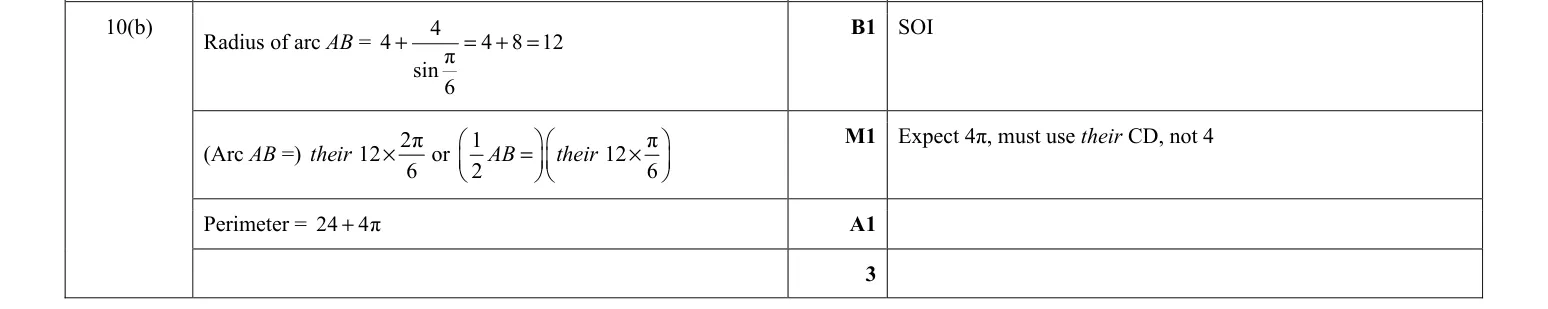 10(b)
Radius of arc AB = 4 + 4/(sin π/6) = 4 + 8 = 12
B1
SOI
(Arc AB =) their 12 × 2π/6 or (1/2 AB =)(their 12 × π/6)
M1
Expect 4π, must use their CD, not 4
Perimeter = 24 + 4π
A1
3